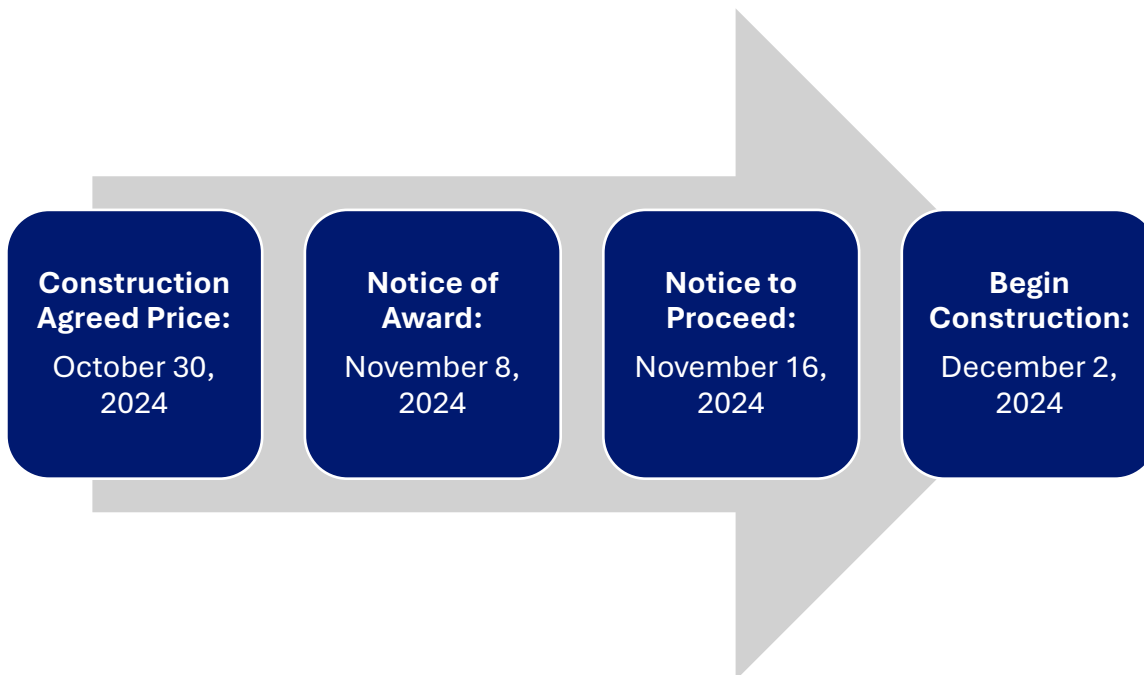 Construction
Agreed Price:
October 30,
2024
Notice of
Award:
November 8,
2024
Notice to
Proceed:
November 16,
2024
Begin
Construction:
December 2,
2024